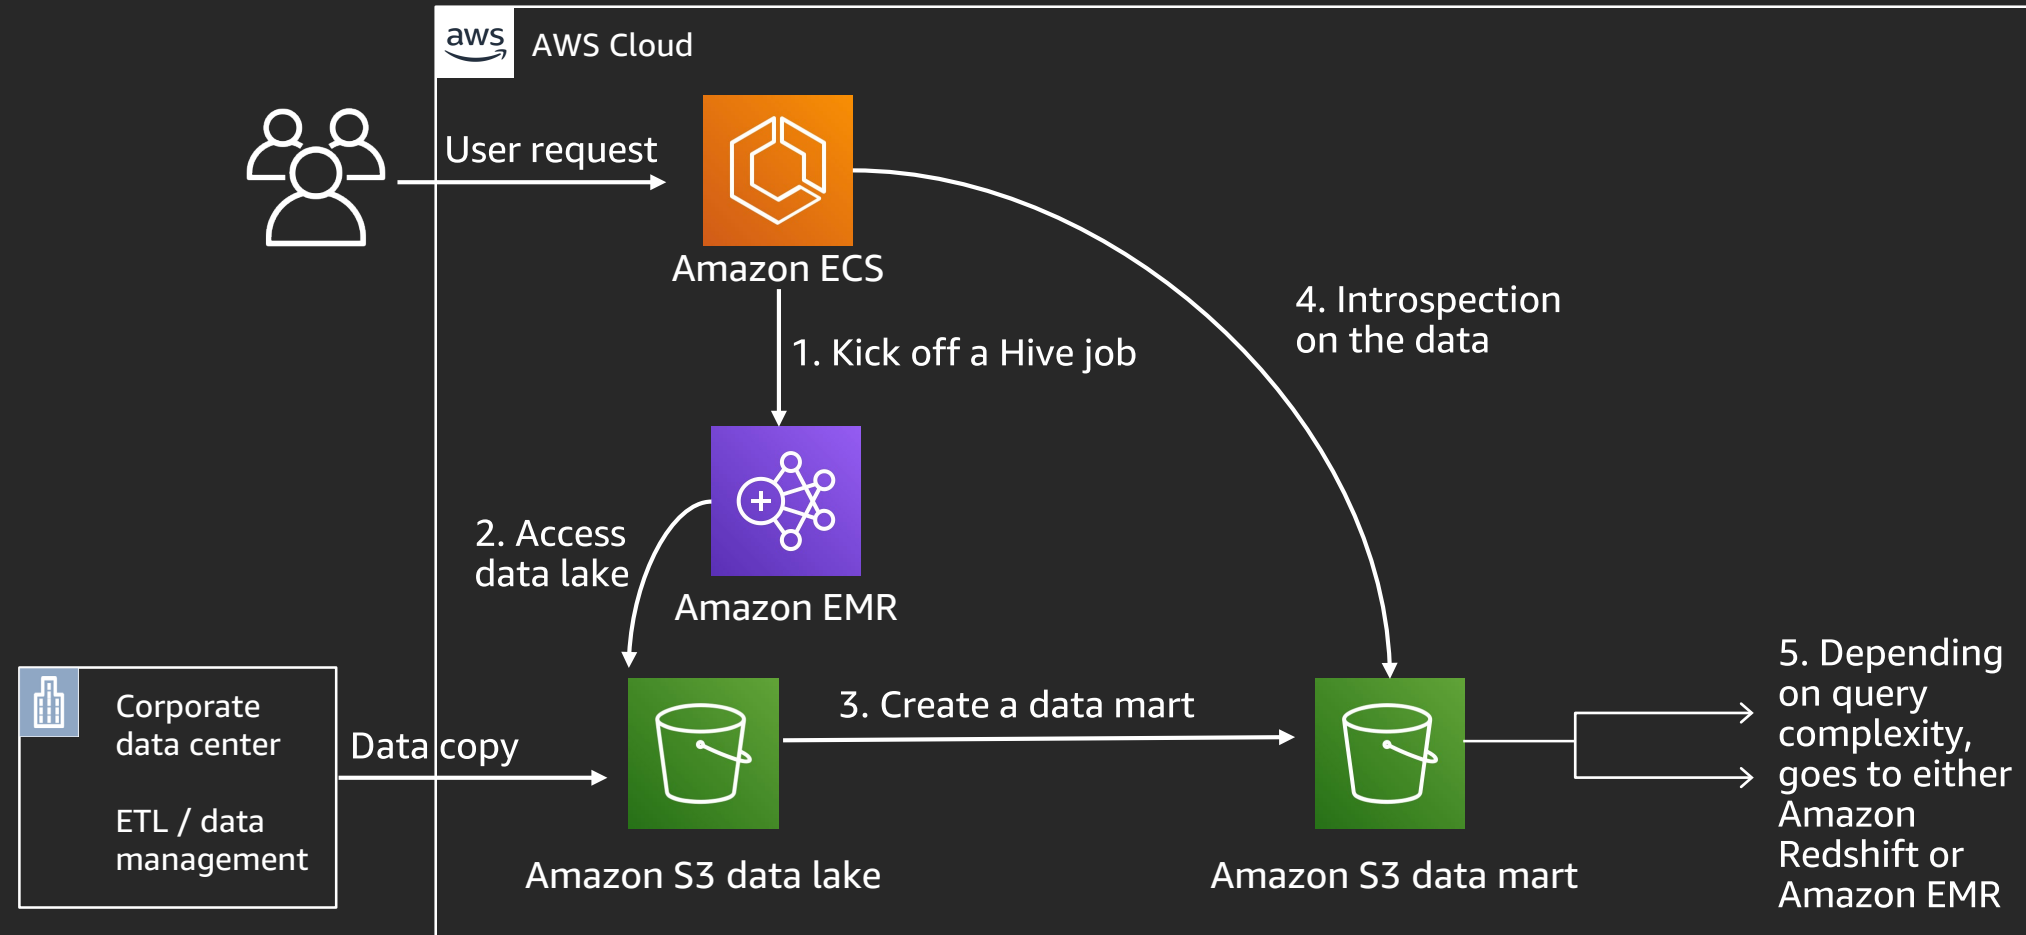 aws
AWS Cloud
User request
Amazon ECS
4. Introspection
on the data
1. Kick off a Hive job
2. Access
data lake
Amazon EMR
Corporate
data center
ETL / data
management
Data copy
3. Create a data mart
5. Depending
on query
complexity,
goes to either
Amazon
Redshift or
Amazon EMR
Amazon S3 data lake
Amazon S3 data mart